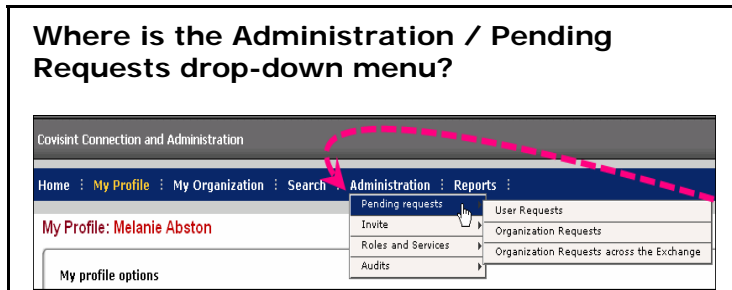 Where is the Administration / Pending
Requests drop-down menu?
Covisint Connection and Administration
Home : My Profile : My Organization : Search : Administration : Reports :
Pending requests
User Requests
Invite
Organization Requests
Roles and Services
Organization Requests across the Exchange
Audits
My Profile: Melanie Abston
My profile options